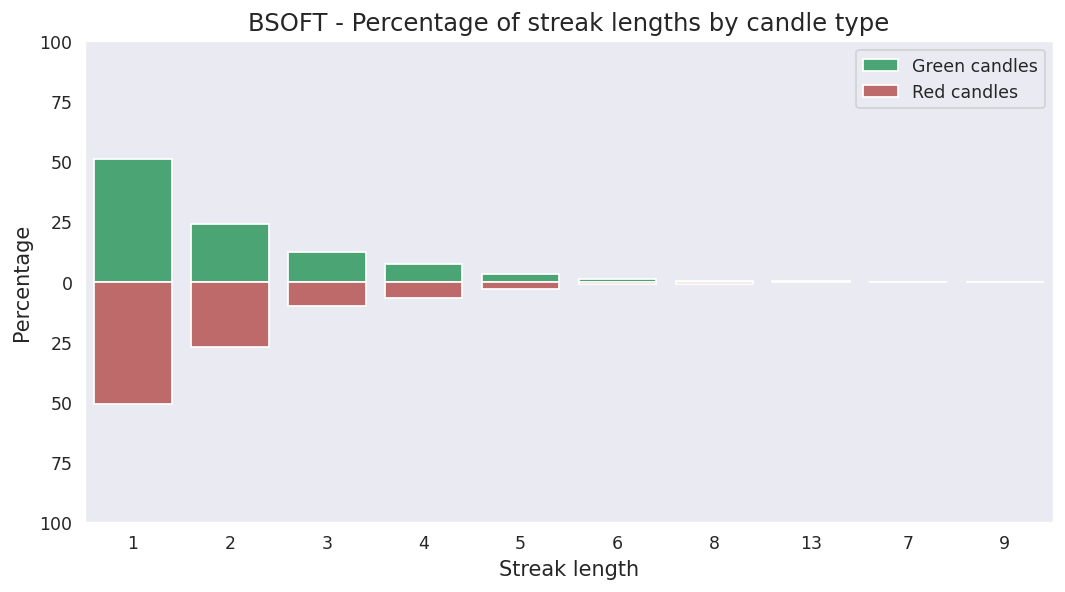 BSOFT - Percentage of streak lengths by candle type
100
75
50
25
0
25
50
75
100
Percentage
Green candles
Red candles
1 2 3 4 5 6 8 13 7 9
Streak length